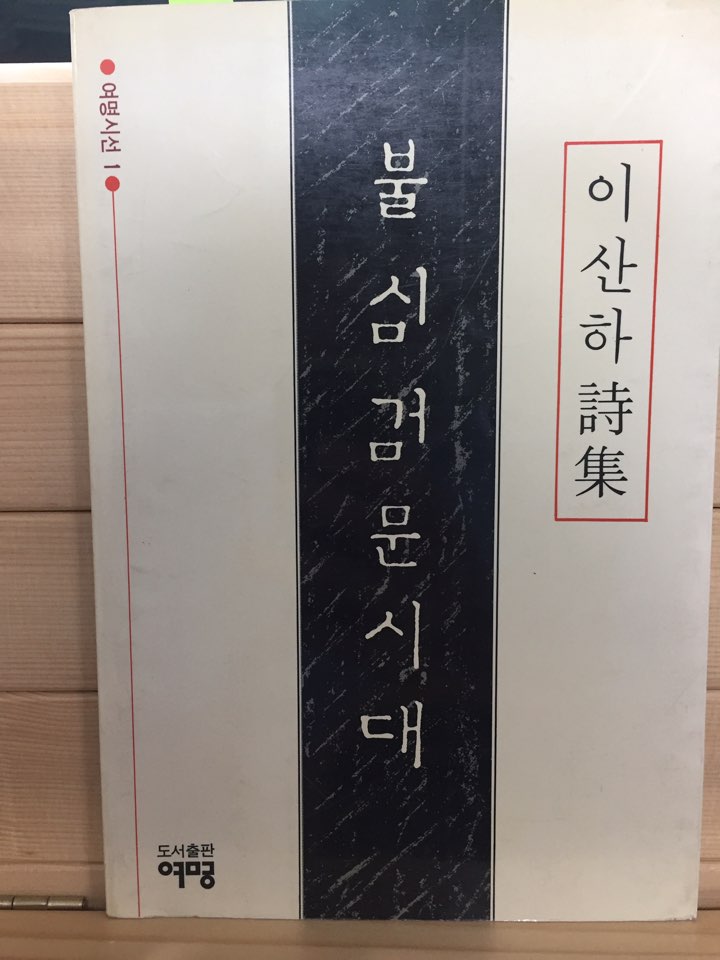 이산하詩集
불심검문시대
여명시선 1
도서출판
여명